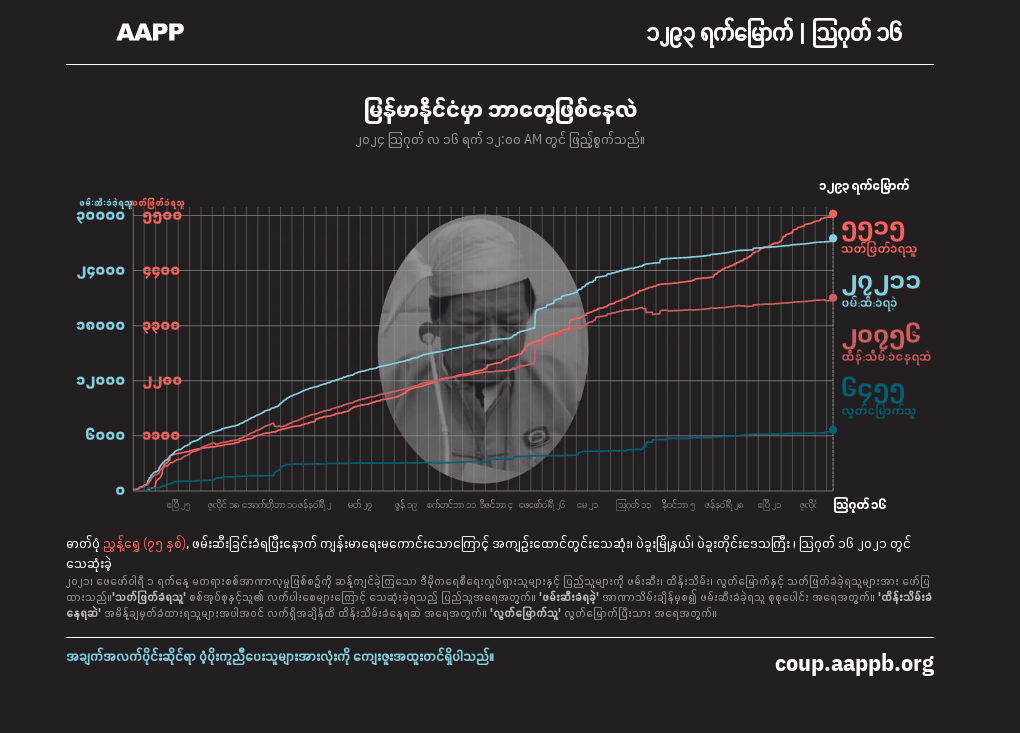 AAPP
၁၂၉၃ ရက်မြောက် | ဩဂုတ် ၁၆
မြန်မာနိုင်ငံမှာ ဘာတွေဖြစ်နေလဲ
၂၀၂၄ ဩဂုတ် လ ၁၆ ရက် ၁၂:၀၀ AM တွင် ဖြည့်စွက်သည်။
၁၂၉၃ ရက်မြောက်
ဖမ်းဆီးခံခဲ့ရသူ သတ်ဖြတ်ခံရသူ
၃၀၀၀၀ ၅၅၀၀
၂၄၀၀၀ ၄၄၀၀
၁၈၀၀၀ ၃၃၀၀
၁၂၀၀၀ ၂၂၀၀
၆၀၀၀ ၁၁၀၀
၀
၅၅၁၅
သတ်ဖြတ်ခံရသူ
၂၇၂၁၁
ဖမ်းဆီးခံရခဲ့
၂၀၇၅၆
ထိန်းသိမ်းခံနေရဆဲ
၆၄၅၅
လွတ်မြောက်သူ
ဧပြီ ၂၅ ဇူလိုင် ၁၈ အောက်တိုဘာ ၁၀ ဇန်နဝါရီ ၂ မတ် ၂၇ ဇွန် ၁၉ စက်တင်ဘာ ၁၁ ဒီဇင်ဘာ ၄ ဖေဖော်ဝါရီ ၂၆ မေ ၂၁ ဩဂုတ် ၁၃ နိုဝင်ဘာ ၅ ဇန်နဝါရီ ၂၈ ဧပြီ ၂၁ ဇူလိုင် ဩဂုတ် ၁၆
ဓာတ်ပုံ ညွန့်ရွှေ (၇၅ နှစ်), ဖမ်းဆီးခြင်းခံရပြီးနောက် ကျန်းမာရေးမကောင်းသောကြောင့် အကျဉ်းထောင်တွင်းသေဆုံး၊ ပဲခူးမြို့နယ်၊ ပဲခူးတိုင်းဒေသကြီး ၊ ဩဂုတ် ၁၆ ၂၀၂၁ တွင်
သေဆုံးခဲ့
၂၀၂၁၊ ဖေဖော်ဝါရီ ၁ ရက်နေ့ မတရားစစ်အာဏာလုမှုဖြစ်စဉ်ကို ဆန့်ကျင်ခဲ့ကြသော ဒီမိုကရေစီရေးလှုပ်ရှားသူများနှင့် ပြည်သူများကို ဖမ်းဆီး၊ ထိန်းသိမ်း၊ လွတ်မြောက်နှင့် သတ်ဖြတ်ခံခဲ့ရသူများအား ဖော်ပြ
ထားသည်။'သတ်ဖြတ်ခံရသူ' စစ်အုပ်စုနှင့်သူ၏ လက်ပါးစေများကြောင့် သေဆုံးခဲ့ရသည့် ပြည်သူအရေအတွက်။ 'ဖမ်းဆီးခံရခဲ့' အာဏာသိမ်းချိန်မှစ၍ ဖမ်းဆီးခံခဲ့ရသူ စုစုပေါင်း အရေအတွက်။ 'ထိန်းသိမ်းခံ
နေရဆဲ' အမိန့်ချမှတ်ခံထားရသူများအပါအဝင် လက်ရှိအချိန်ထိ ထိန်းသိမ်းခံနေရဆဲ အရေအတွက်။ 'လွတ်မြောက်သူ' လွတ်မြောက်ပြီးသား အရေအတွက်။
အချက်အလက်ပိုင်းဆိုင်ရာ ပံ့ပိုးကူညီပေးသူများအားလုံးကို ကျေးဇူးအထူးတင်ရှိပါသည်။
coup.aappb.org